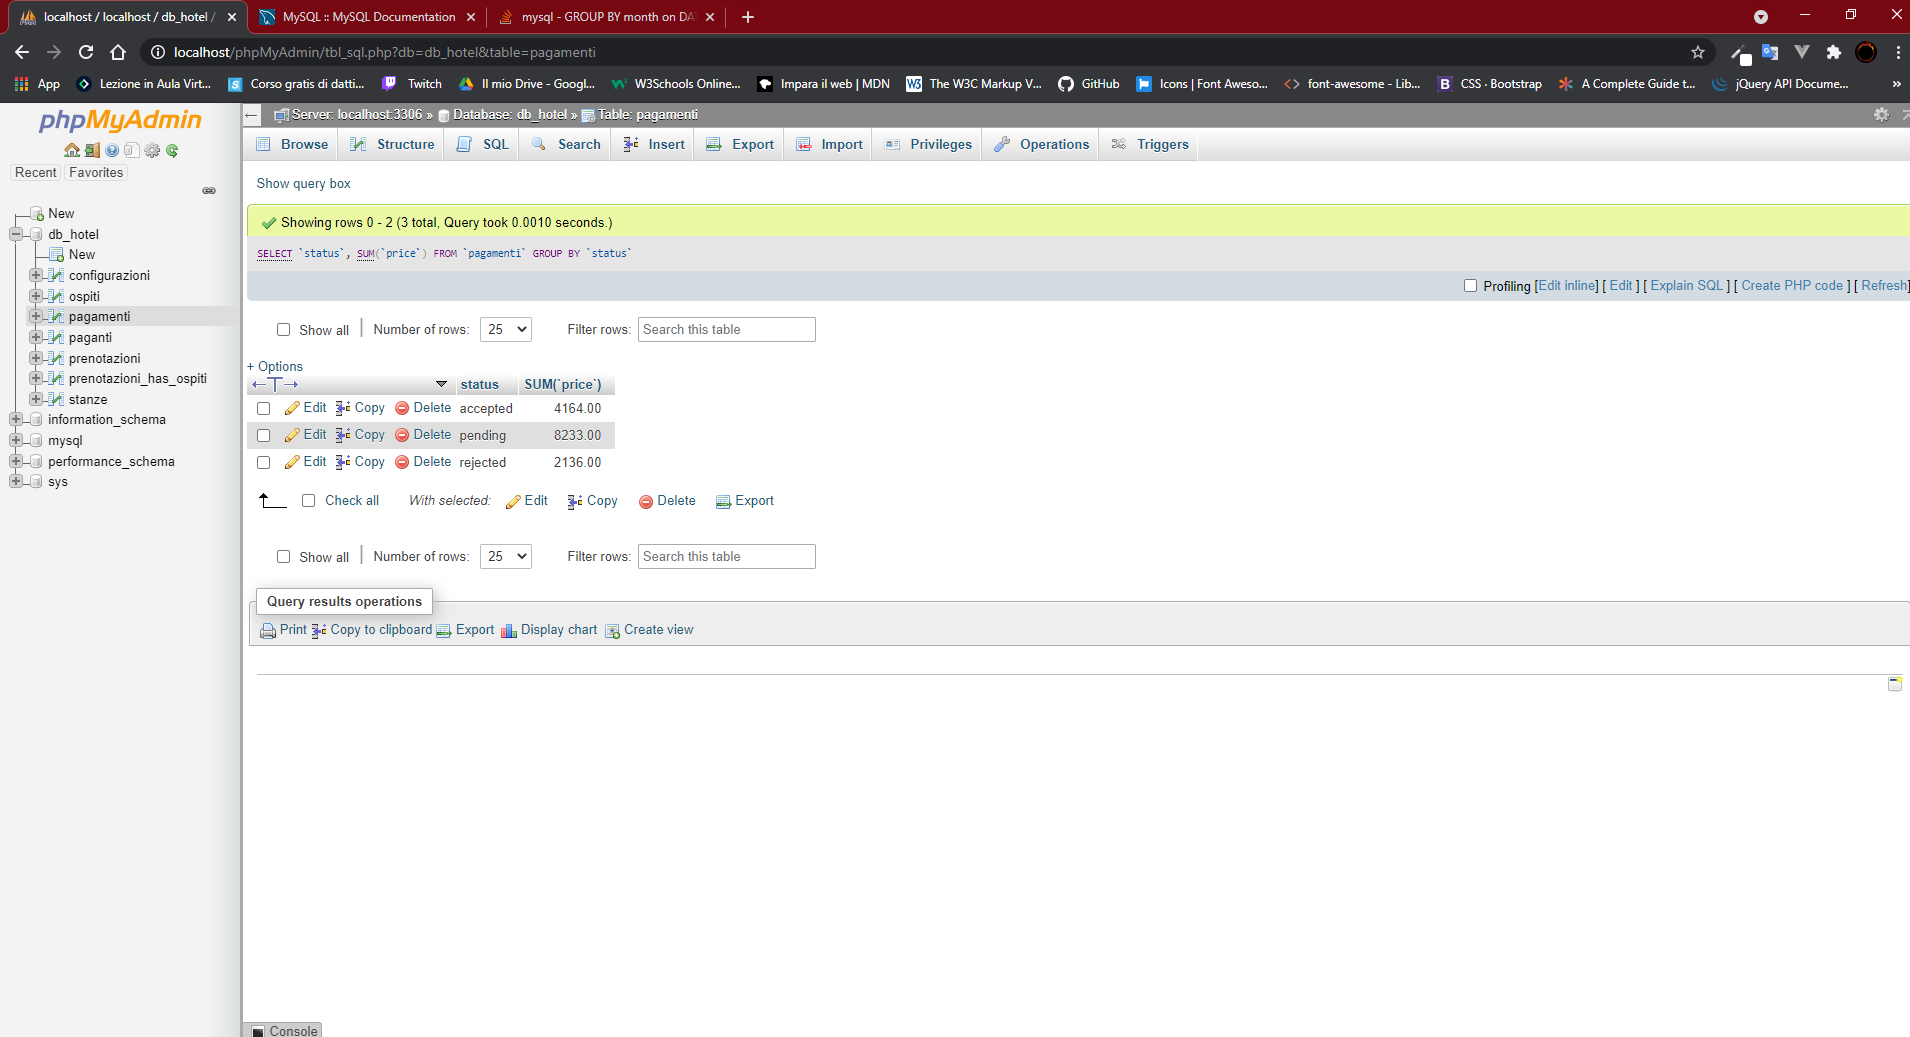 localhost / localhost / db_hotel /
MySQL :: MySQL Documentation
mysql - GROUP BY month on DA
localhost/phpMyAdmin/tbl_sql.php?db=db_hotel&table=pagamenti
App
Lezione in Aula Virt...
Corso gratis di datti...
Twitch
Il mio Drive - Googl...
W3Schools Online...
Impara il web | MDN
The W3C Markup V...
GitHub
Icons | Font Aweso...
font-awesome - Lib...
CSS · Bootstrap
A Complete Guide t...
jQuery API Docume...
»
phpMyAdmin
Recent
Favorites
New
db_hotel
New
configurazioni
ospiti
pagamenti
paganti
prenotazioni
prenotazioni_has_ospiti
stanze
information_schema
mysql
performance_schema
sys
Server: localhost:3306 » Database: db_hotel » Table: pagamenti
Browse
Structure
SQL
Search
Insert
Export
Import
Privileges
Operations
Triggers
Show query box
Showing rows 0 - 2 (3 total, Query took 0.0010 seconds.)
SELECT `status`, SUM(`price`) FROM `pagamenti` GROUP BY `status`
Profiling [Edit inline] [ Edit ] [ Explain SQL ] [ Create PHP code ] [ Refresh]
Show all | Number of rows: 25 Filter rows: Search this table
+ Options
←T→ status SUM(`price`)
Edit Copy Delete accepted 4164.00
Edit Copy Delete pending 8233.00
Edit Copy Delete rejected 2136.00
Check all With selected: Edit Copy Delete Export
Show all | Number of rows: 25 Filter rows: Search this table
Query results operations
Print Copy to clipboard Export Display chart Create view
Console